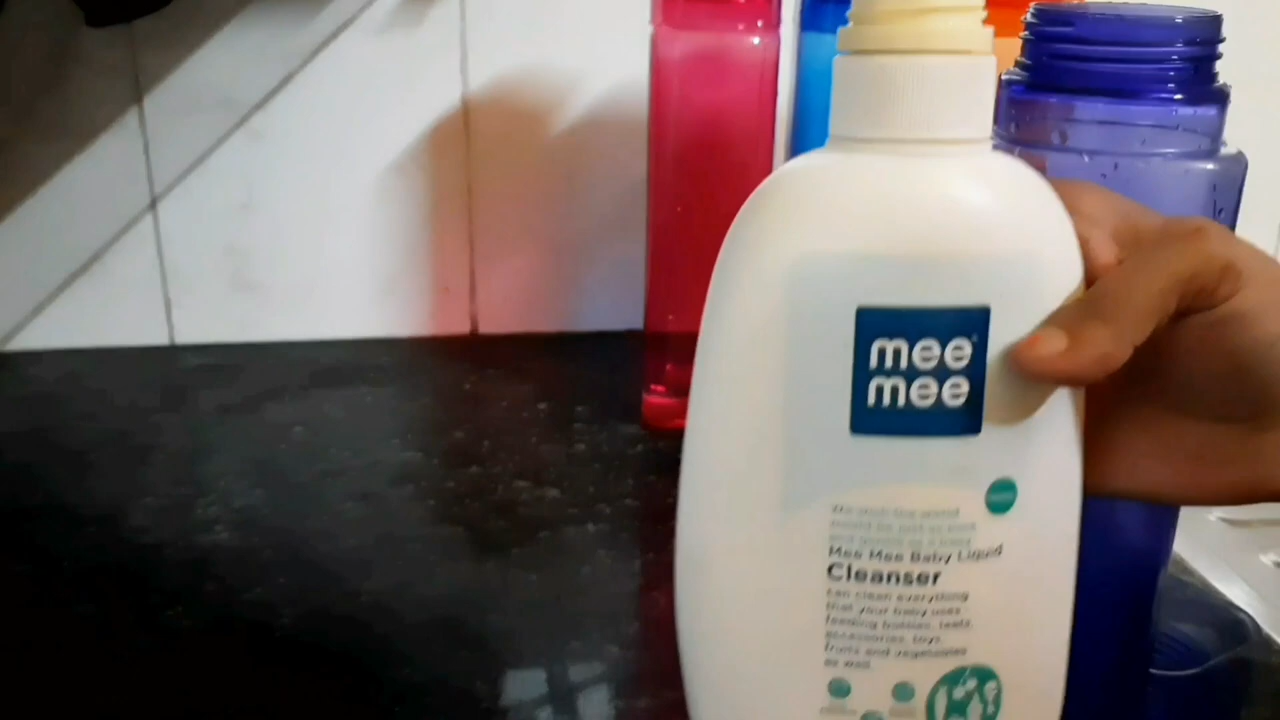 mee
mee
Mee Mee Baby Liquid
Cleanser
Can clean everything
that your baby uses
feeding bottles, teats,
accessories, toys,
fruits and vegetables
as well